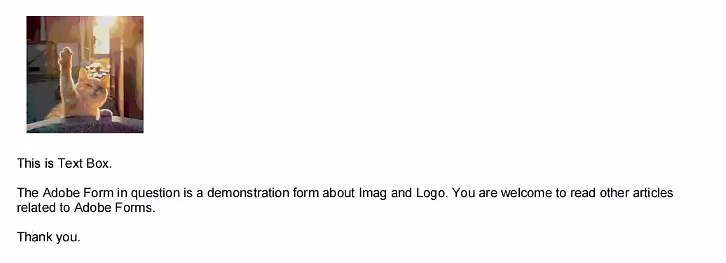 This is Text Box.
The Adobe Form in question is a demonstration form about Imag and Logo. You are welcome to read other articles
related to Adobe Forms.
Thank you.